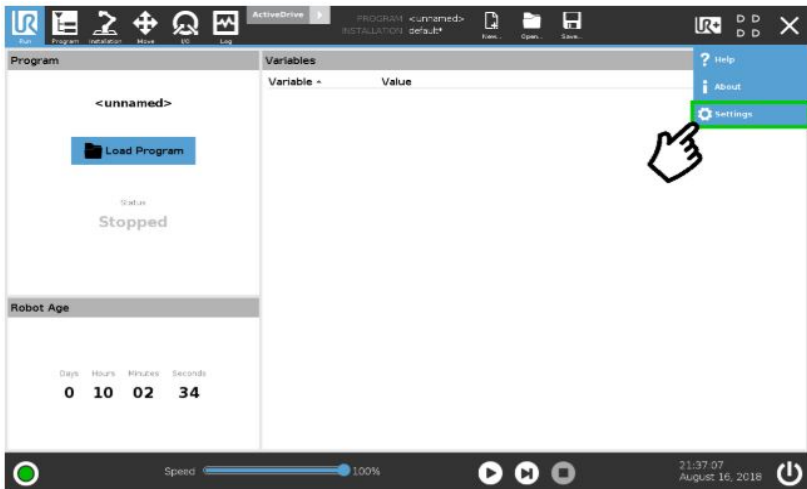 UR
Run
Program
Installation
Move
I/O
Log
ActiveDrive
PROGRAM <unnamed>
INSTALLATION default*
New...
Open...
Save...
UR+
D D
D D
Program
<unnamed>
Load Program
Status
Stopped
Variables
Variable
Value
? Help
i About
Settings
Robot Age
Days Hours Minutes Seconds
0 10 02 34
Speed
100%
21:37:07
August 16, 2018